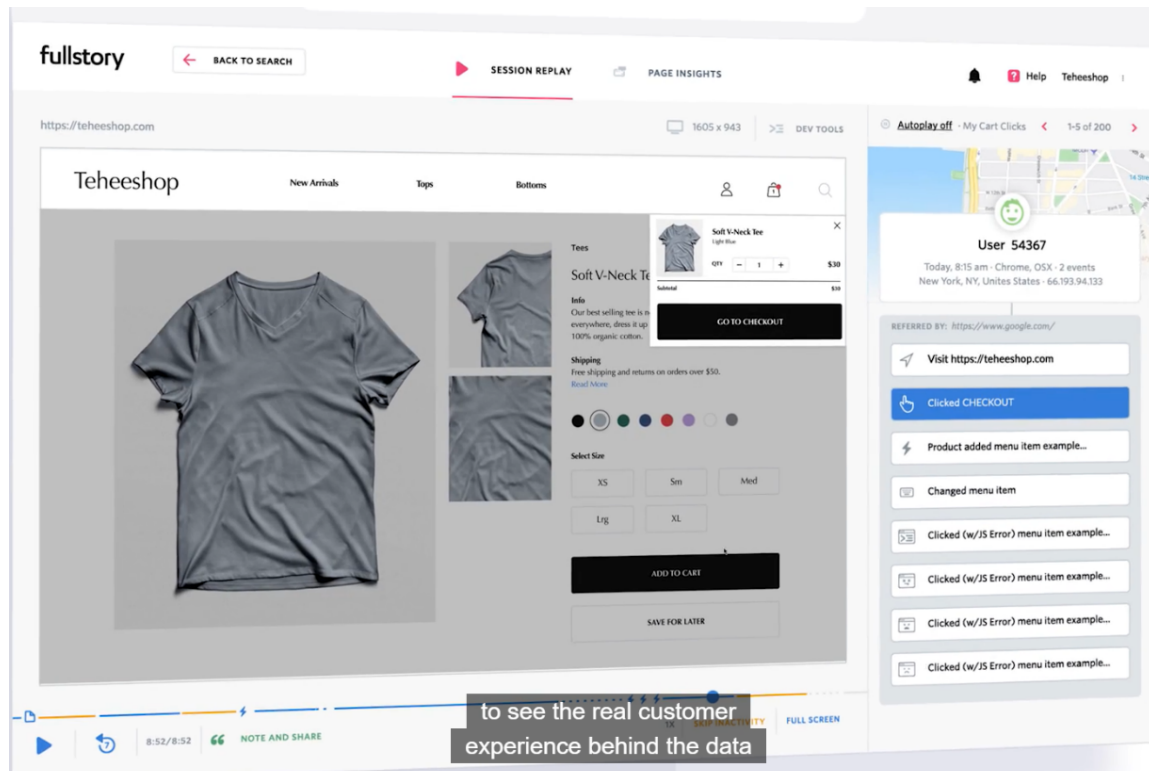 fullstory
BACK TO SEARCH
SESSION REPLAY
PAGE INSIGHTS
? Help
Teheeshop
https://teheeshop.com
1605 x 943
DEV TOOLS
Autoplay off - My Cart Clicks
1-5 of 200
Teheeshop
New Arrivals
Tops
Bottoms
1
Soft V-Neck Tee
Light Blue
QTY - 1 + $30
Subtotal $30
GO TO CHECKOUT
Tees
Soft V-Neck Te
Info
Our best selling tee is
everywhere, dress it up
100% organic cotton.
Shipping
Free shipping and returns on orders over $50.
Read More
Select Size
XS
Sm
Med
Lrg
XL
ADD TO CART
SAVE FOR LATER
User 54367
Today, 8:15 am - Chrome, OSX - 2 events
New York, NY, Unites States - 66.193.94.133
REFERRED BY: https://www.google.com/
Visit https://teheeshop.com
Clicked CHECKOUT
Product added menu item example...
Changed menu item
Clicked (w/JS Error) menu item example...
Clicked (w/JS Error) menu item example...
Clicked (w/JS Error) menu item example...
Clicked (w/JS Error) menu item example...
7
8:52/8:52
NOTE AND SHARE
1X
SKIP INACTIVITY
FULL SCREEN
to see the real customer
experience behind the data